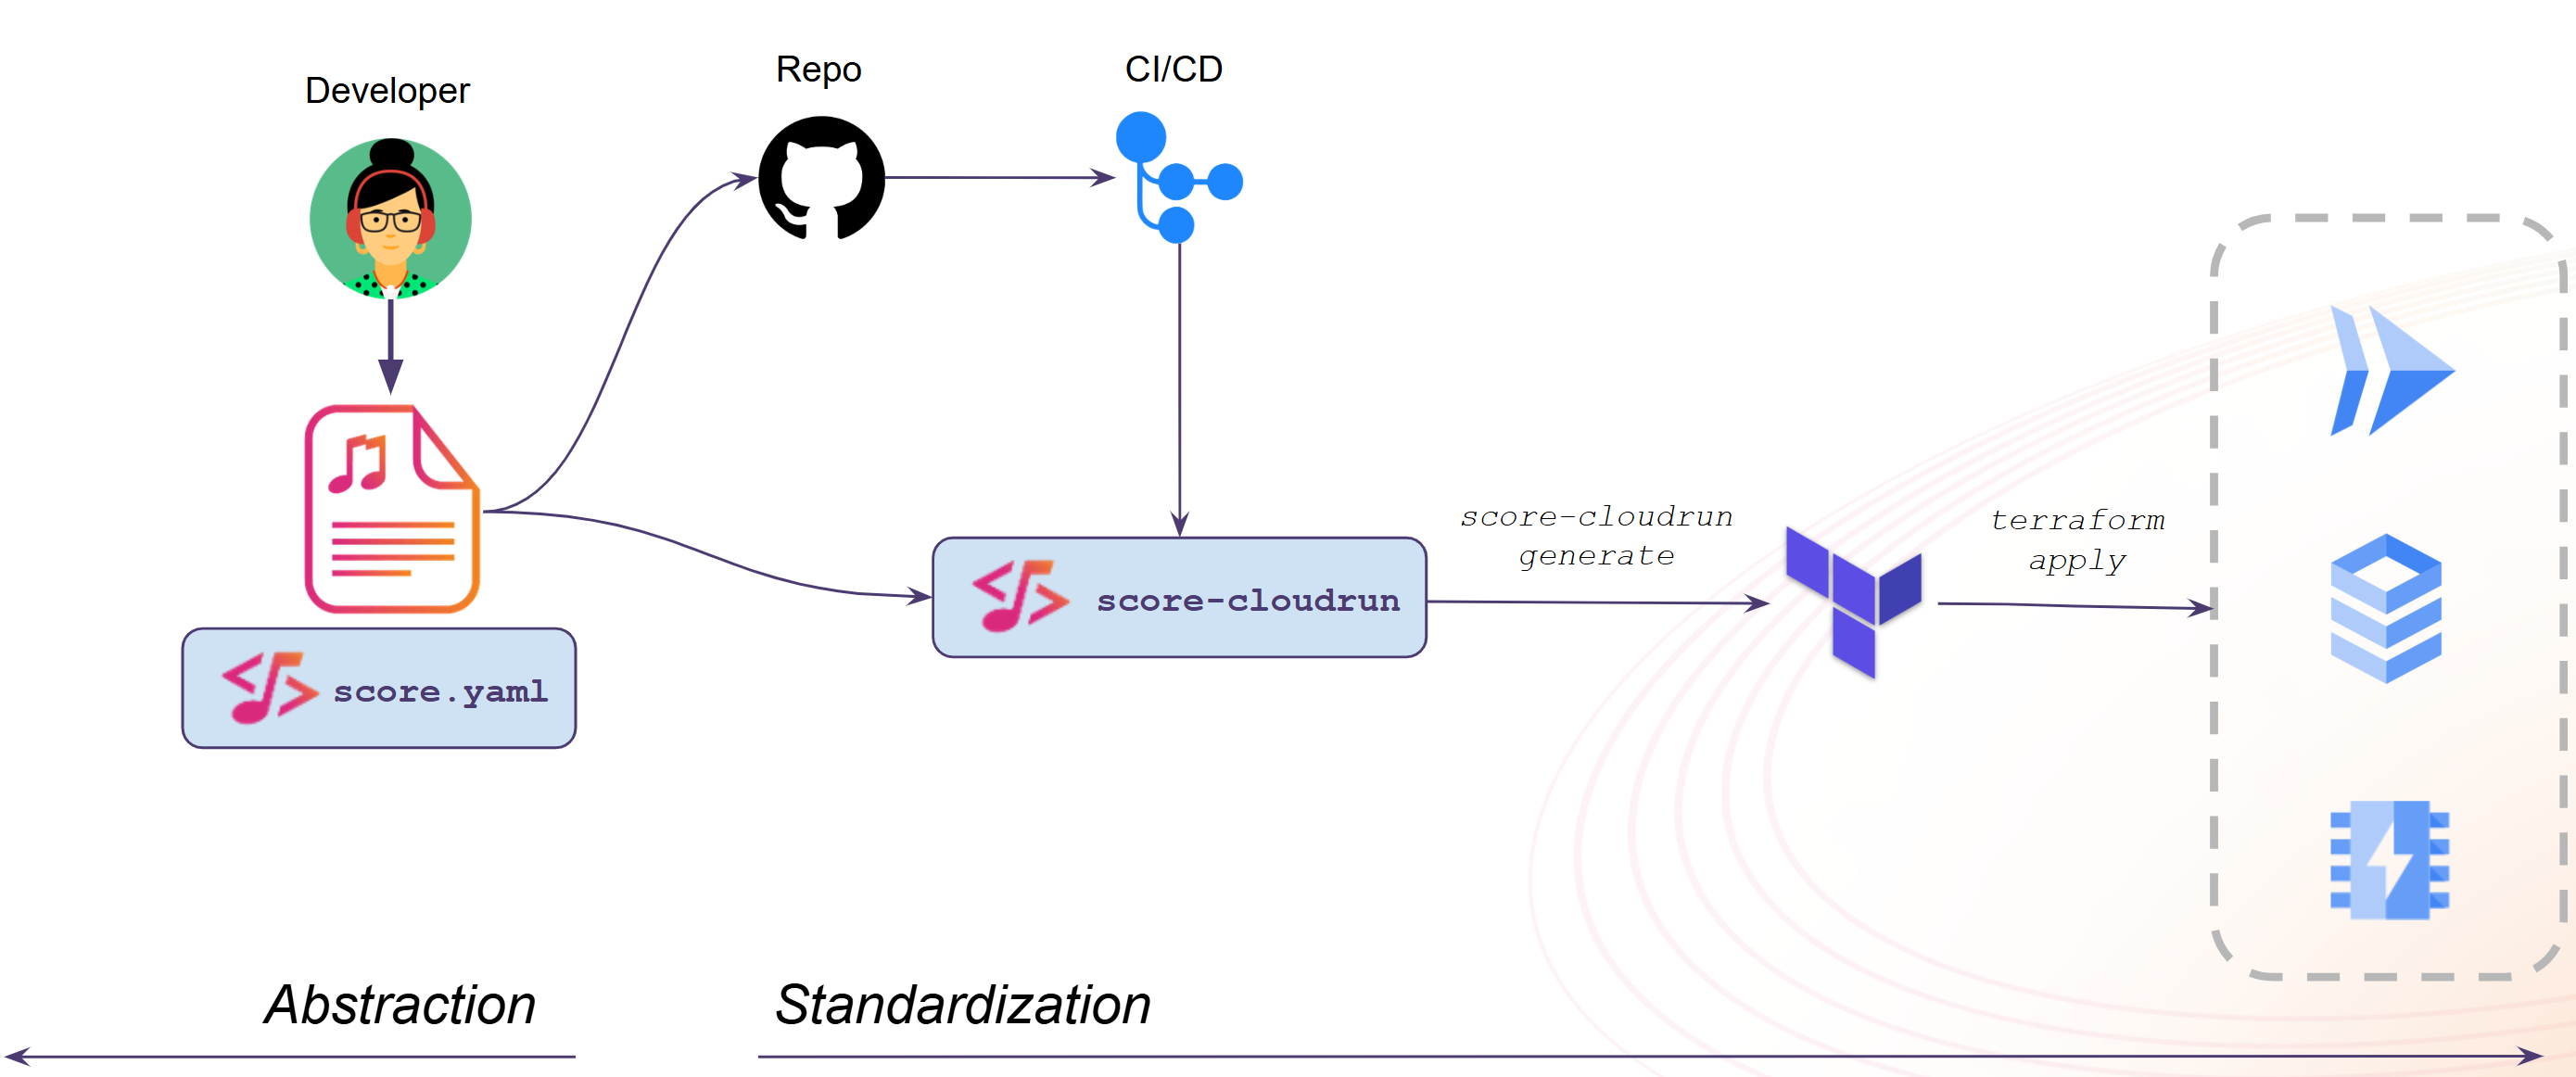 Developer
Repo
CI/CD
score-cloudrun
generate
terraform
apply
score-cloudrun
score.yaml
Abstraction
Standardization